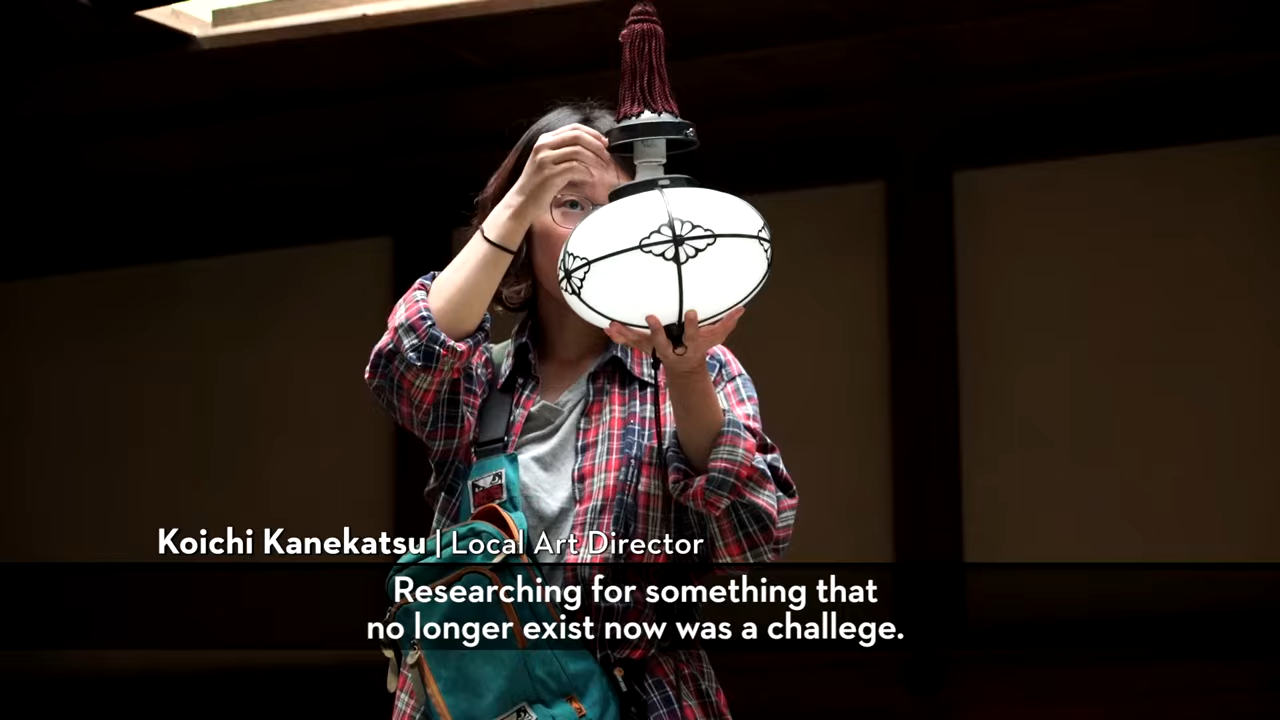 Koichi Kanekatsu | Local Art Director
Researching for something that
no longer exist now was a challege.